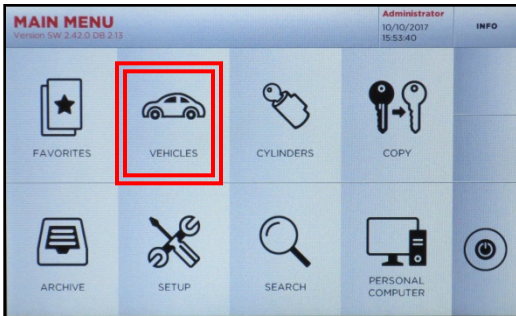 MAIN MENU
Version SW 2.42.0 DB 2.13
Administrator
10/10/2017
15:53:40
INFO
FAVORITES
VEHICLES
CYLINDERS
COPY
ARCHIVE
SETUP
SEARCH
PERSONAL
COMPUTER